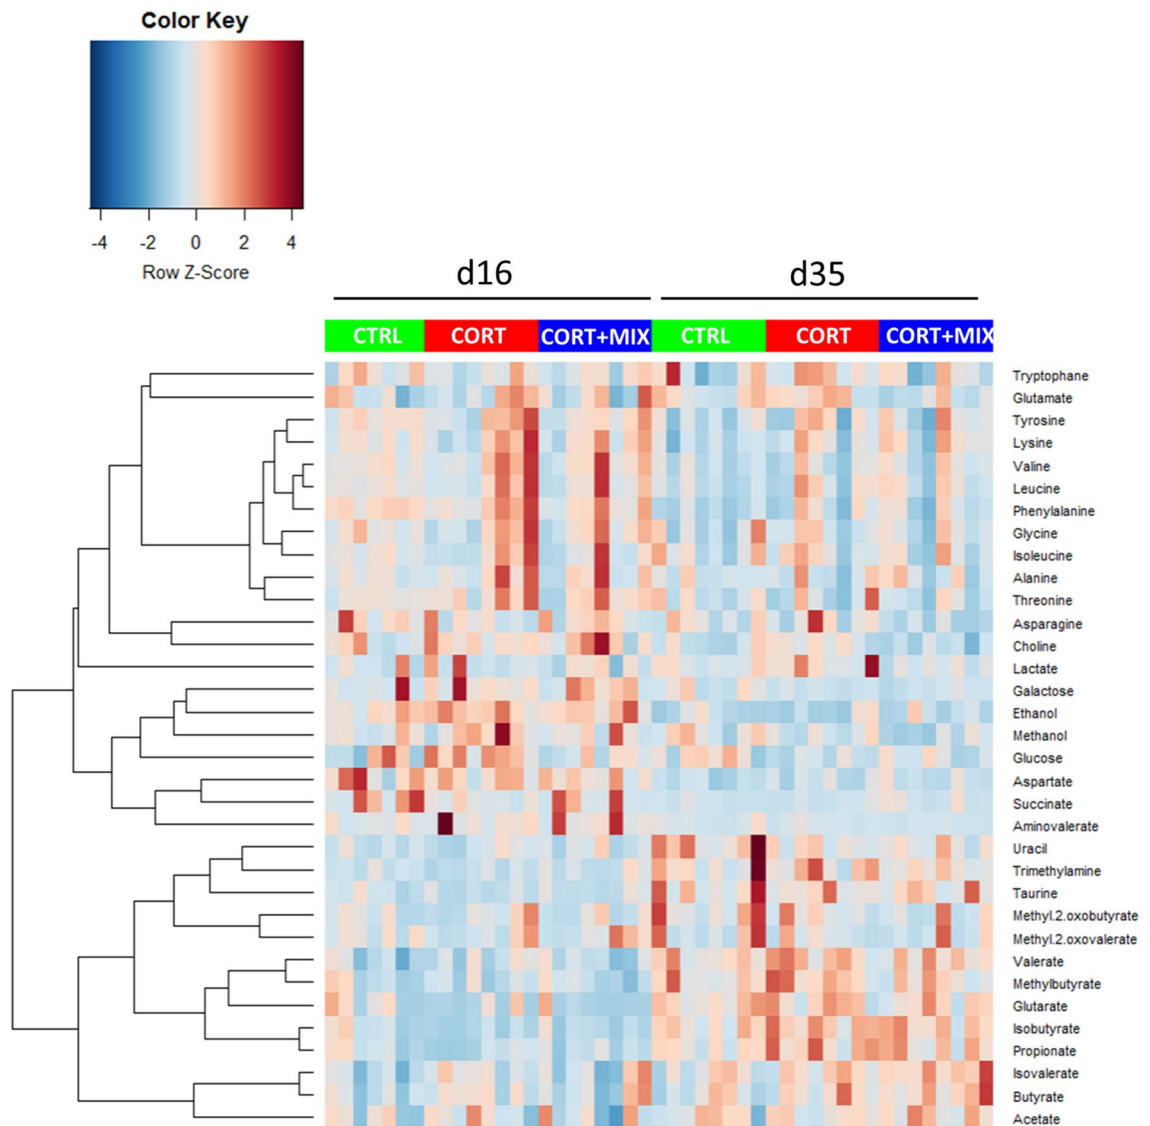 Color Key
-4 -2 0 2 4
Row Z-Score
d16 d35
CTRL CORT CORT+MIX CTRL CORT CORT+MIX
Tryptophane
Glutamate
Tyrosine
Lysine
Valine
Leucine
Phenylalanine
Glycine
Isoleucine
Alanine
Threonine
Asparagine
Choline
Lactate
Galactose
Ethanol
Methanol
Glucose
Aspartate
Succinate
Aminovalerate
Uracil
Trimethylamine
Taurine
Methyl.2.oxobutyrate
Methyl.2.oxovalerate
Valerate
Methylbutyrate
Glutarate
Isobutyrate
Propionate
Isovalerate
Butyrate
Acetate